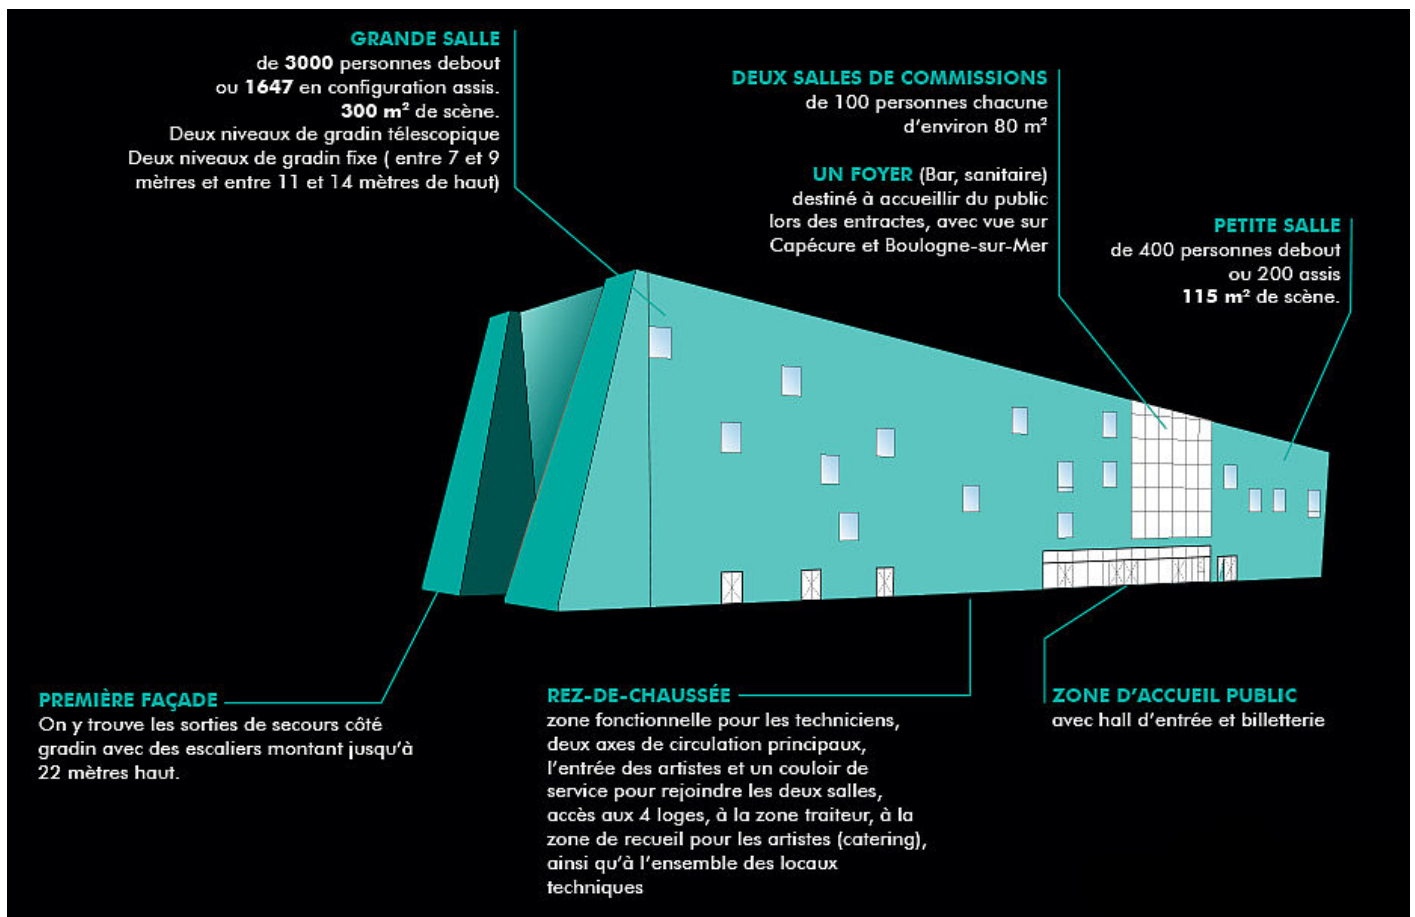 GRANDE SALLE
de 3000 personnes debout
ou 1647 en configuration assis.
300 m² de scène.
Deux niveaux de gradin télescopique
Deux niveaux de gradin fixe ( entre 7 et 9
mètres et entre 11 et 14 mètres de haut)
DEUX SALLES DE COMMISSIONS
de 100 personnes chacune
d'environ 80 m²
UN FOYER (Bar, sanitaire)
destiné à accueillir du public
lors des entractes, avec vue sur
Capécure et Boulogne-sur-Mer
PETITE SALLE
de 400 personnes debout
ou 200 assis
115 m² de scène.
PREMIÈRE FAÇADE
On y trouve les sorties de secours côté
gradin avec des escaliers montant jusqu'à
22 mètres haut.
REZ-DE-CHAUSSÉE
zone fonctionnelle pour les techniciens,
deux axes de circulation principaux,
l'entrée des artistes et un couloir de
service pour rejoindre les deux salles,
accès aux 4 loges, à la zone traiteur, à la
zone de recueil pour les artistes (catering),
ainsi qu'à l'ensemble des locaux
techniques
ZONE D'ACCUEIL PUBLIC
avec hall d'entrée et billetterie